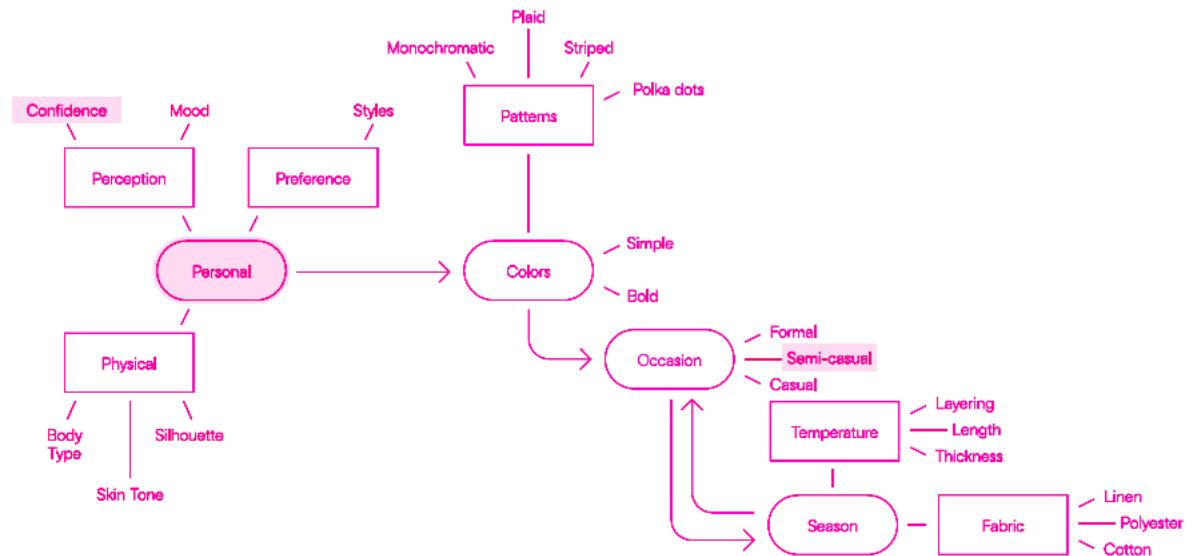 Plaid
Monochromatic
Striped
Polka dots
Patterns
Confidence
Mood
Styles
Perception
Preference
Personal
Colors
Simple
Bold
Physical
Body
Type
Silhouette
Skin Tone
Occasion
Formal
Semi-casual
Casual
Temperature
Layering
Length
Thickness
Season
Fabric
Linen
Polyester
Cotton